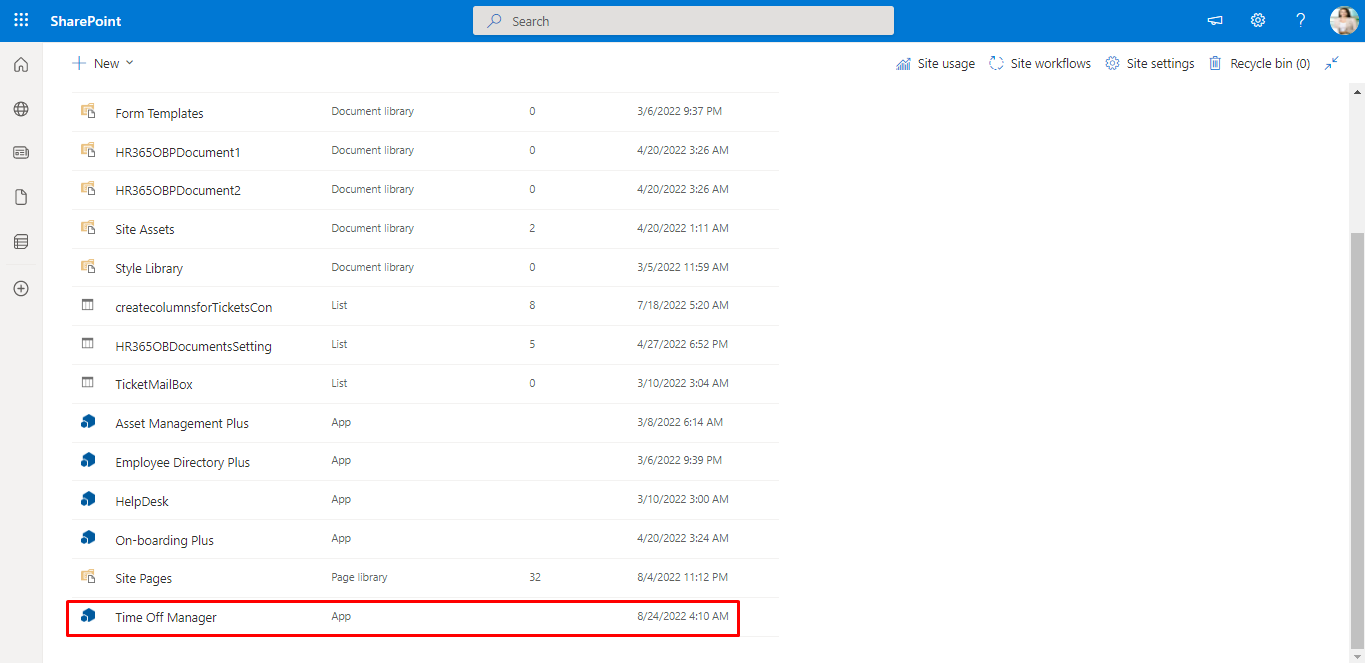 SharePoint
Search
?
New
Site usage
Site workflows
Site settings
Recycle bin (0)
Form Templates Document library 0 3/6/2022 9:37 PM
HR365OBPDocument1 Document library 0 4/20/2022 3:26 AM
HR365OBPDocument2 Document library 0 4/20/2022 3:26 AM
Site Assets Document library 2 4/20/2022 1:11 AM
Style Library Document library 0 3/5/2022 11:59 AM
createcolumnsforTicketsCon List 8 7/18/2022 5:20 AM
HR365OBDocumentsSetting List 5 4/27/2022 6:52 PM
TicketMailBox List 0 3/10/2022 3:04 AM
Asset Management Plus App 3/8/2022 6:14 AM
Employee Directory Plus App 3/6/2022 9:39 PM
HelpDesk App 3/10/2022 3:00 AM
On-boarding Plus App 4/20/2022 3:24 AM
Site Pages Page library 32 8/4/2022 11:12 PM
Time Off Manager App 8/24/2022 4:10 AM